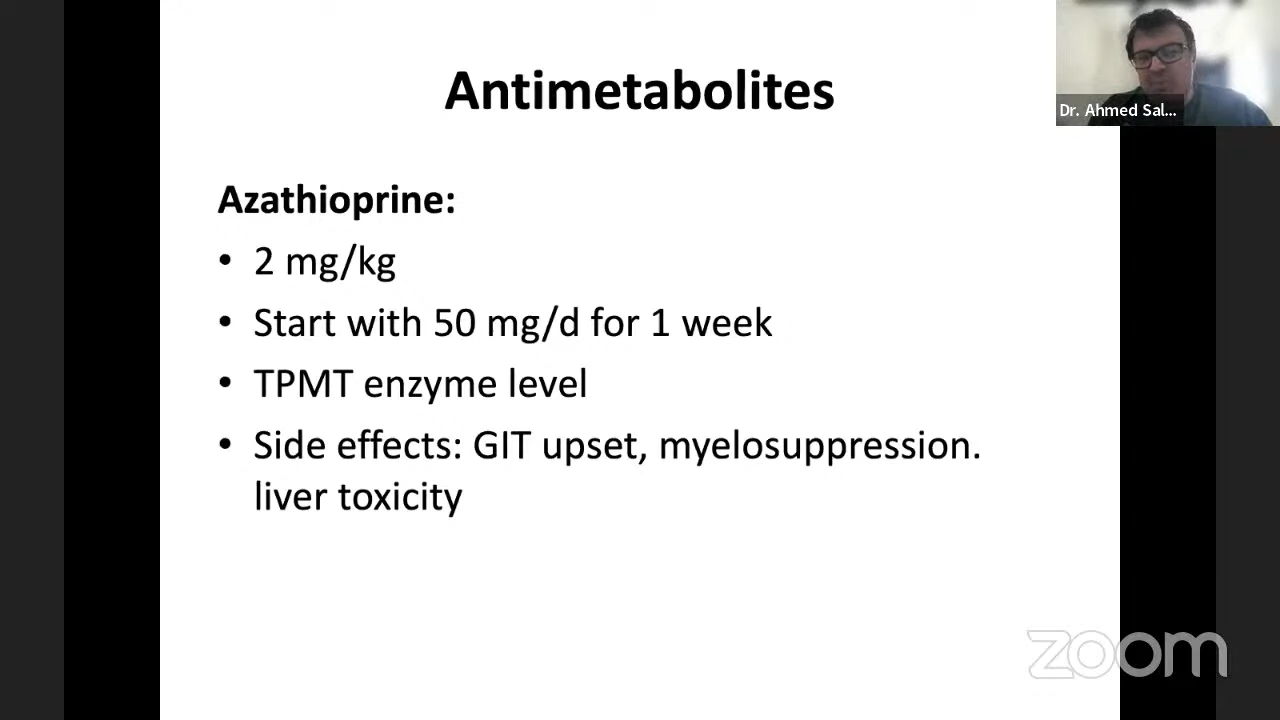 Antimetabolites
Dr. Ahmed Sal...
Azathioprine:
• 2 mg/kg
• Start with 50 mg/d for 1 week
• TPMT enzyme level
• Side effects: GIT upset, myelosuppression.
liver toxicity
zoom